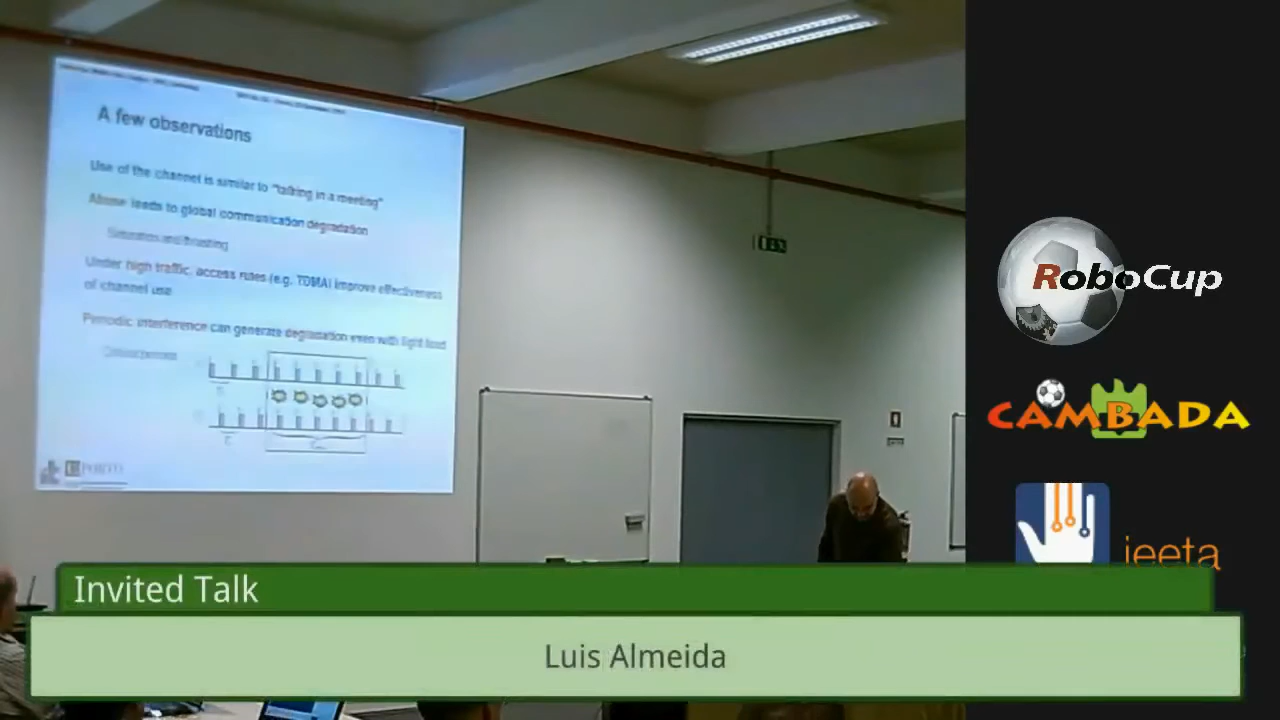 A few observations
Use of the channel is similar to "talking in a meeting"
Abuse leads to global communication degradation
Under high traffic, access rules (e.g. TDMA) improve effectiveness
of channel use
Periodic interference can generate degradation even with light load
PORTO
RoboCup
CAMBADA
ieeta
Invited Talk
Luis Almeida